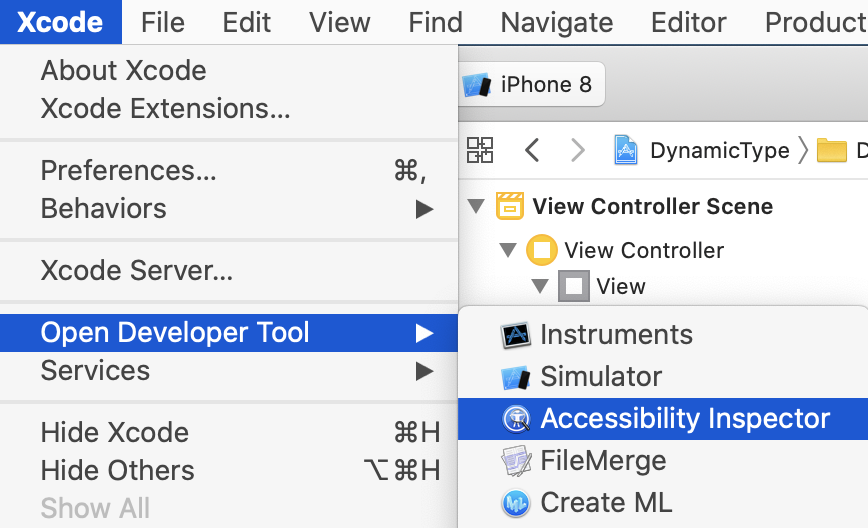 Xcode File Edit View Find Navigate Editor Product
About Xcode
Xcode Extensions...
Preferences... ⌘,
Behaviors
Xcode Server...
Open Developer Tool
Services
Hide Xcode ⌘H
Hide Others ⌥⌘H
Show All
iPhone 8
DynamicType
View Controller Scene
View Controller
View
Instruments
Simulator
Accessibility Inspector
FileMerge
Create ML